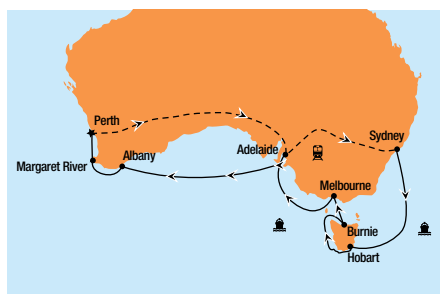 Perth
Sydney
Adelaide
Albany
Margaret River
Melbourne
Burnie
Hobart